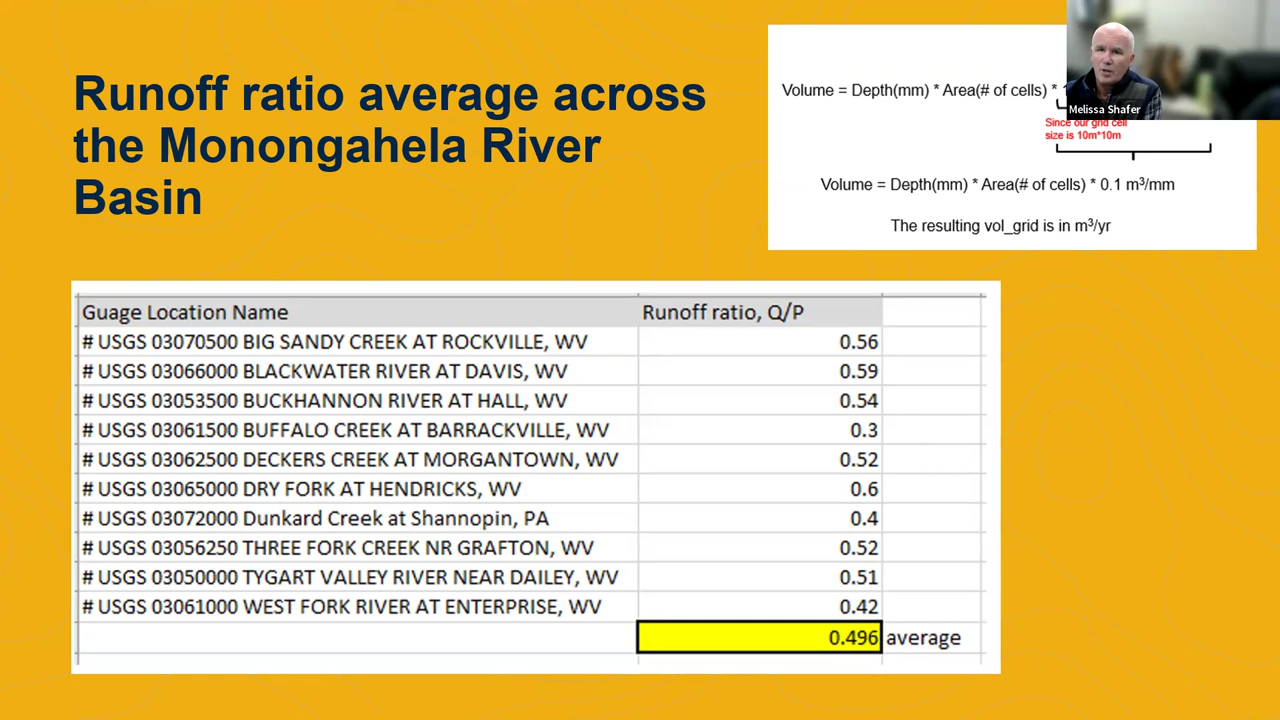 Runoff ratio average across
the Monongahela River
Basin
Volume = Depth(mm) * Area(# of cells) *
Melissa Shafer
Since our grid cell
size is 10m*10m
Volume = Depth(mm) * Area(# of cells) * 0.1 m³/mm
The resulting vol_grid is in m³/yr
Guage Location Name Runoff ratio, Q/P
# USGS 03070500 BIG SANDY CREEK AT ROCKVILLE, WV 0.56
# USGS 03066000 BLACKWATER RIVER AT DAVIS, WV 0.59
# USGS 03053500 BUCKHANNON RIVER AT HALL, WV 0.54
# USGS 03061500 BUFFALO CREEK AT BARRACKVILLE, WV 0.3
# USGS 03062500 DECKERS CREEK AT MORGANTOWN, WV 0.52
# USGS 03065000 DRY FORK AT HENDRICKS, WV 0.6
# USGS 03072000 Dunkard Creek at Shannopin, PA 0.4
# USGS 03056250 THREE FORK CREEK NR GRAFTON, WV 0.52
# USGS 03050000 TYGART VALLEY RIVER NEAR DAILEY, WV 0.51
# USGS 03061000 WEST FORK RIVER AT ENTERPRISE, WV 0.42
0.496 average